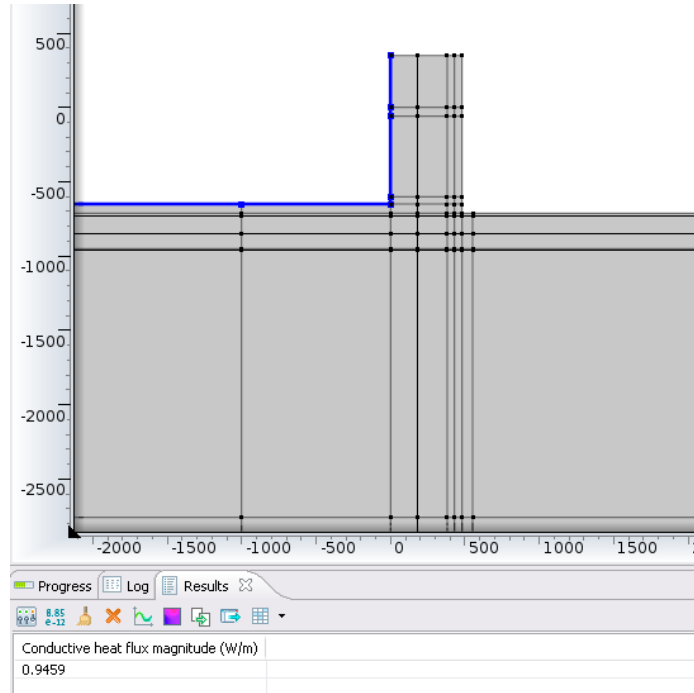 500
0
-500
-1000
-1500
-2000
-2500
-2000 -1500 -1000 -500 0 500 1000 1500
Progress Log Results
8.85
e-12
Conductive heat flux magnitude (W/m)
0.9459